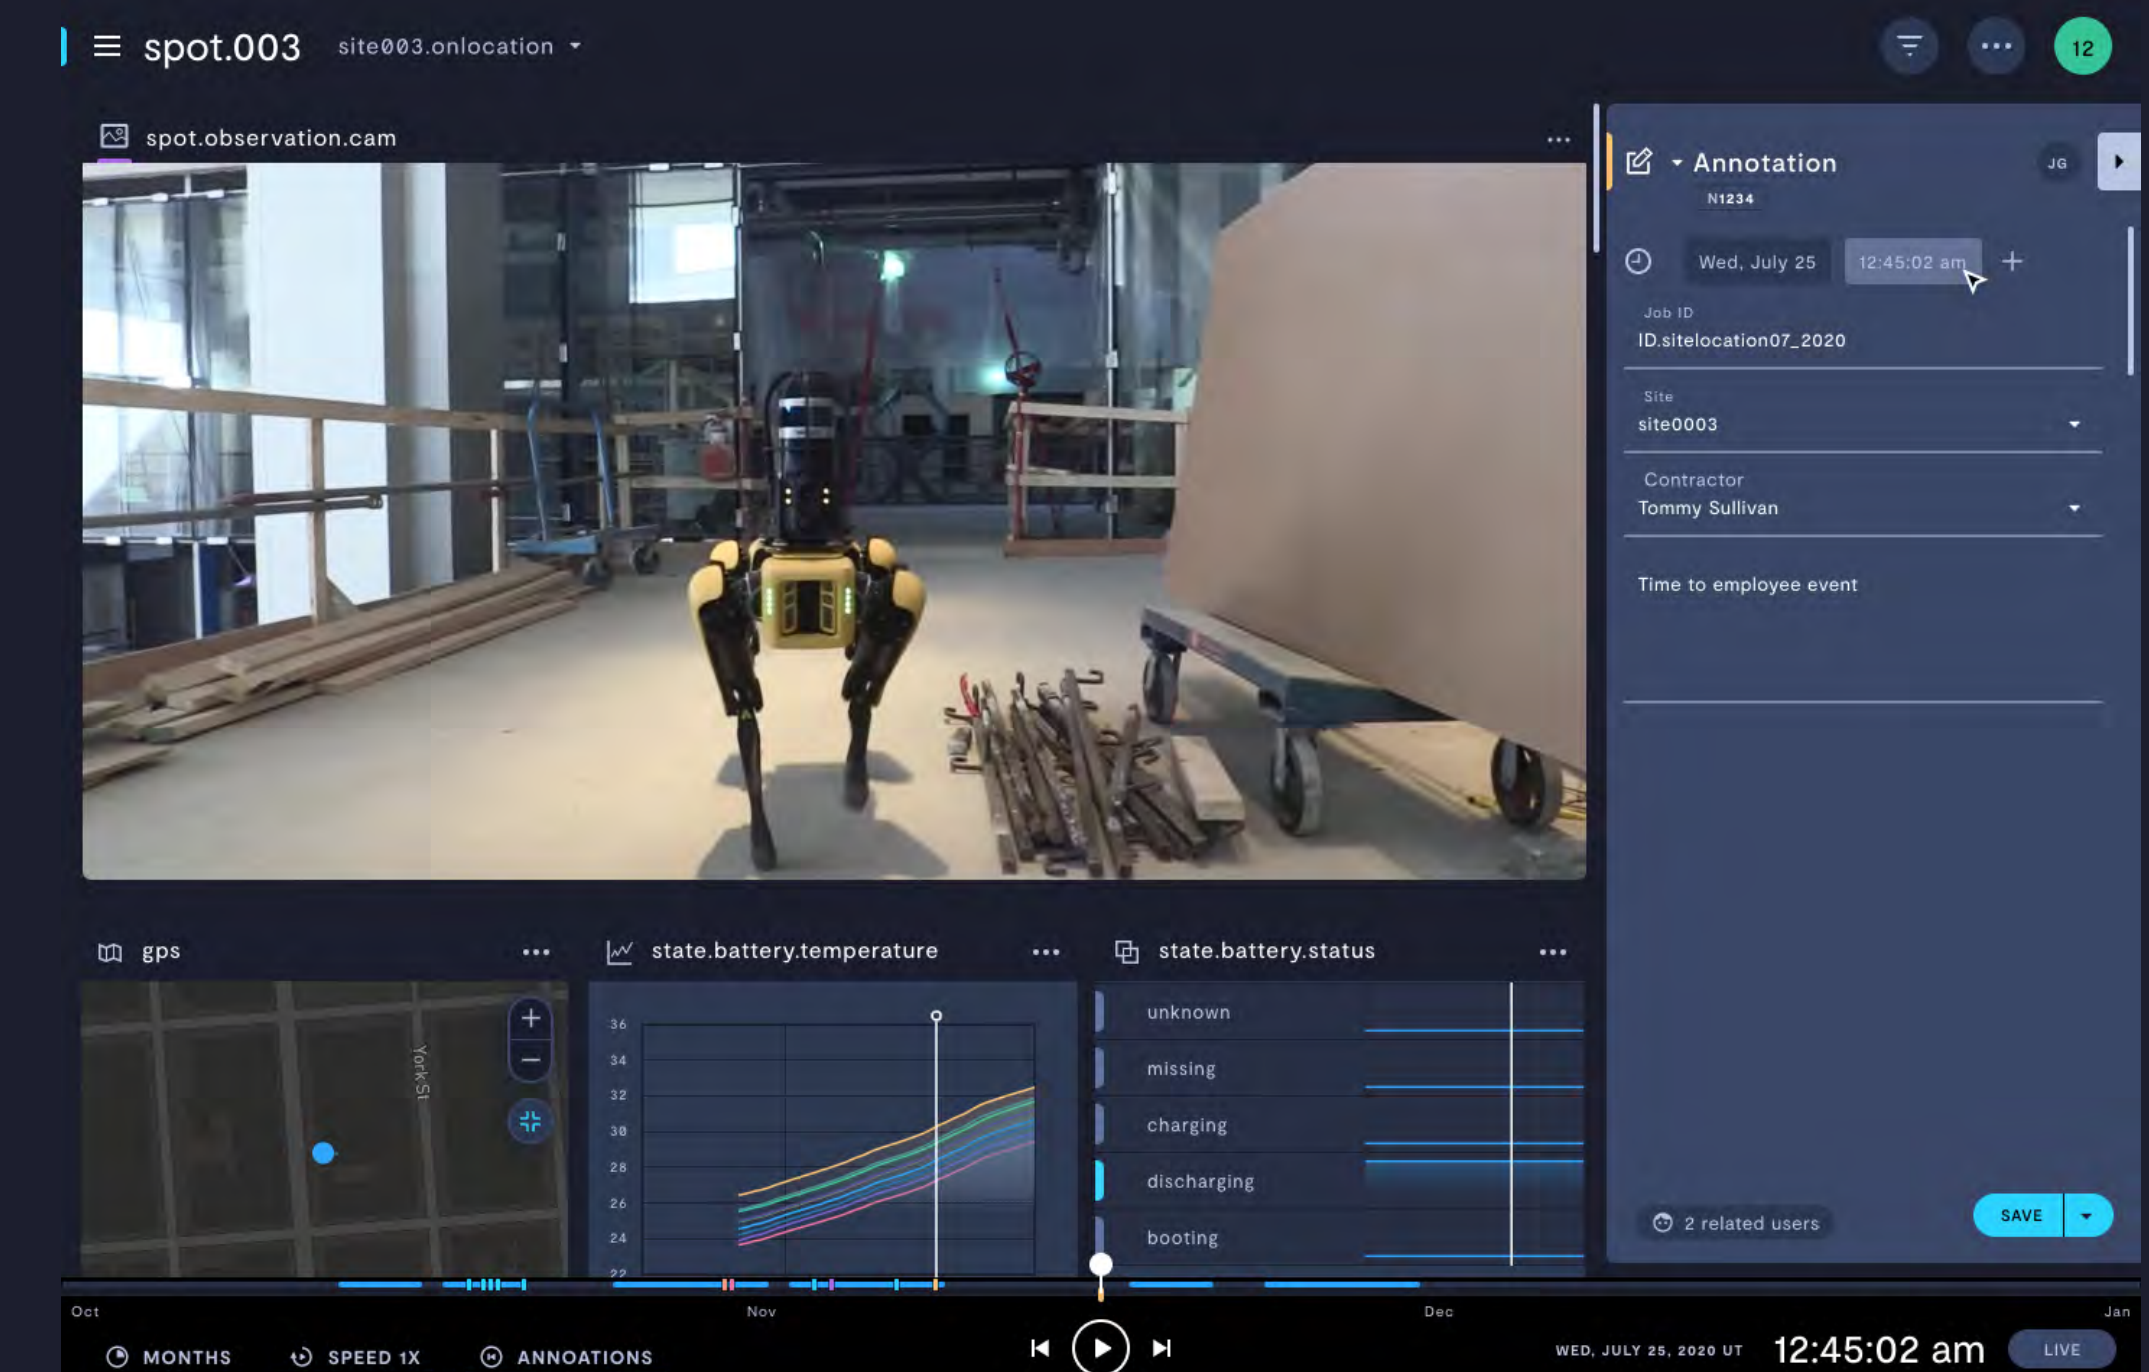 spot.003
site003.onlocation
12
spot.observation.cam
Annotation
JG
N1234
Wed, July 25
12:45:02 am
Job ID
ID.sitelocation07_2020
Site
site0003
Contractor
Tommy Sullivan
Time to employee event
2 related users
SAVE
gps
York St
state.battery.temperature
36
34
32
30
28
26
24
22
state.battery.status
unknown
missing
charging
discharging
booting
Oct
Nov
Dec
Jan
MONTHS
SPEED 1X
ANNOATIONS
WED, JULY 25, 2020 UT
12:45:02 am
LIVE